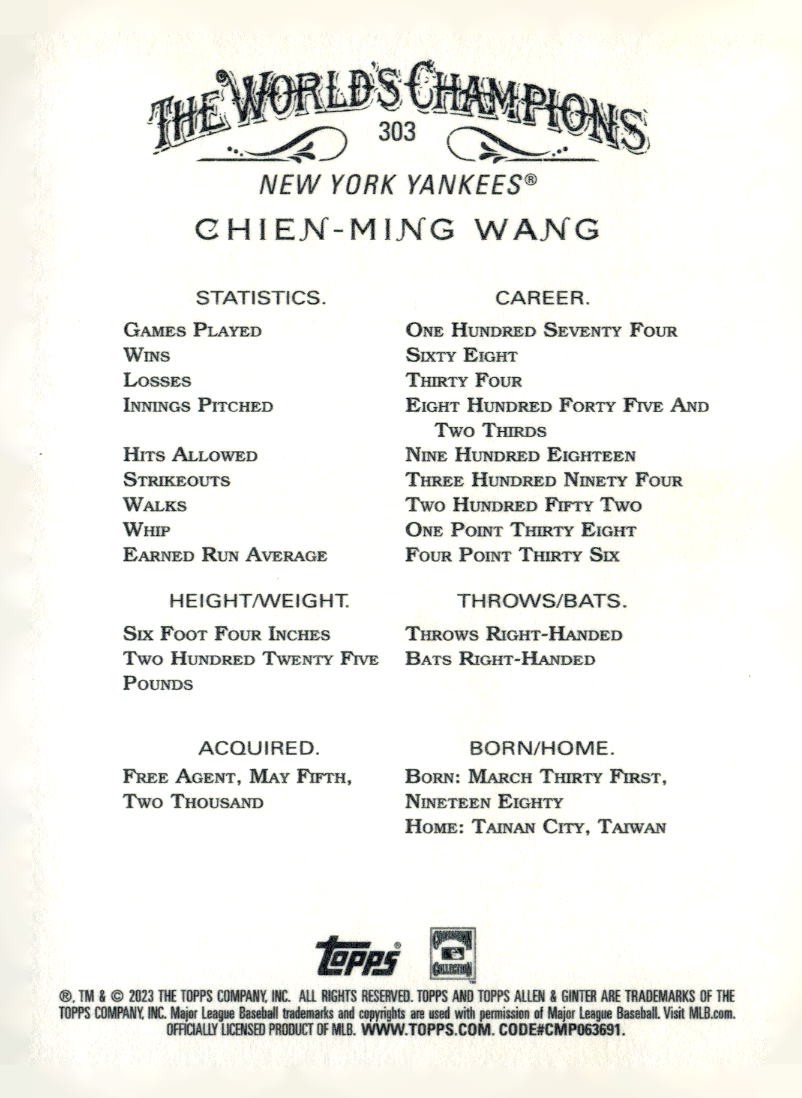 THE WORLD'S CHAMPIONS
303
NEW YORK YANKEES®
CHIEN-MING WANG
STATISTICS. CAREER.
GAMES PLAYED ONE HUNDRED SEVENTY FOUR
WINS SIXTY EIGHT
LOSSES THIRTY FOUR
INNINGS PITCHED EIGHT HUNDRED FORTY FIVE AND
TWO THIRDS
HITS ALLOWED NINE HUNDRED EIGHTEEN
STRIKEOUTS THREE HUNDRED NINETY FOUR
WALKS TWO HUNDRED FIFTY TWO
WHIP ONE POINT THIRTY EIGHT
EARNED RUN AVERAGE FOUR POINT THIRTY SIX
HEIGHT/WEIGHT. THROWS/BATS.
SIX FOOT FOUR INCHES THROWS RIGHT-HANDED
TWO HUNDRED TWENTY FIVE BATS RIGHT-HANDED
POUNDS
ACQUIRED. BORN/HOME.
FREE AGENT, MAY FIFTH, BORN: MARCH THIRTY FIRST,
TWO THOUSAND NINETEEN EIGHTY
HOME: TAINAN CITY, TAIWAN
topps®
COOPERSTOWN
COLLECTION™
®, TM & © 2023 THE TOPPS COMPANY, INC. ALL RIGHTS RESERVED. TOPPS AND TOPPS ALLEN & GINTER ARE TRADEMARKS OF THE
TOPPS COMPANY, INC. Major League Baseball trademarks and copyrights are used with permission of Major League Baseball. Visit MLB.com.
OFFICIALLY LICENSED PRODUCT OF MLB. WWW.TOPPS.COM. CODE#CMP063691.